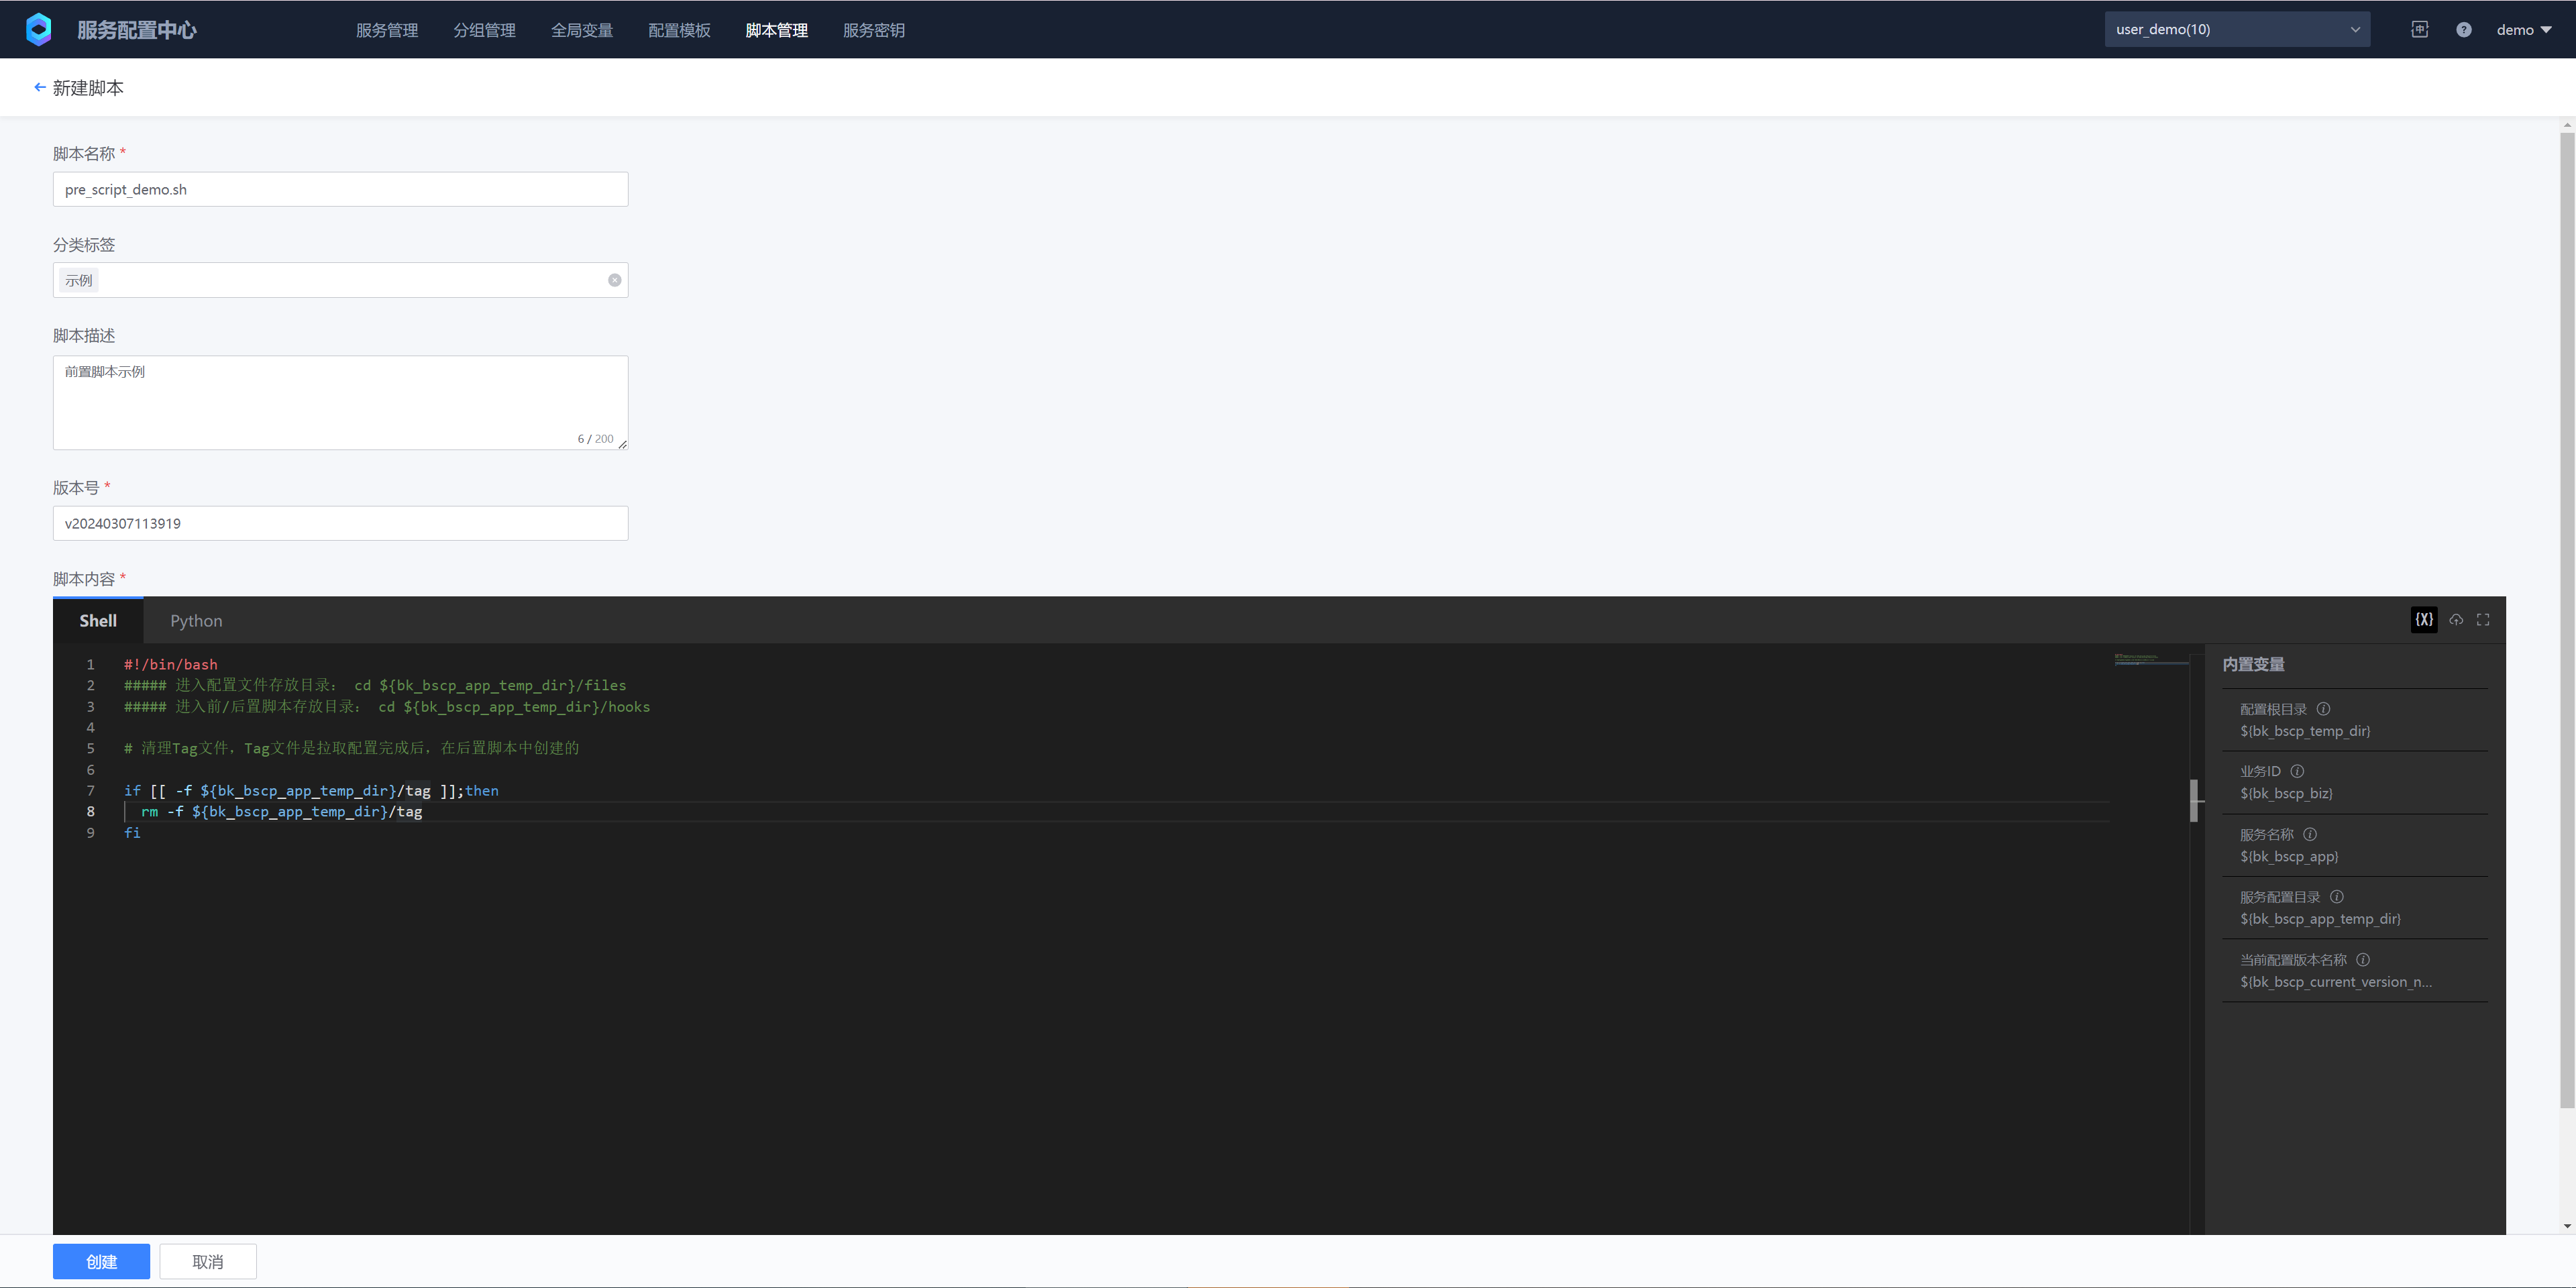 服务配置中心
服务管理 分组管理 全局变量 配置模板 脚本管理 服务密钥
user_demo(10)
中
?
demo
新建脚本
脚本名称 *
pre_script_demo.sh
分类标签
示例
脚本描述
前置脚本示例
6 / 200
版本号 *
v20240307113919
脚本内容 *
Shell Python
{X}
1 #!/bin/bash
2 ##### 进入配置文件存放目录： cd ${bk_bscp_app_temp_dir}/files
3 ##### 进入前/后置脚本存放目录： cd ${bk_bscp_app_temp_dir}/hooks
4
5 # 清理Tag文件，Tag文件是拉取配置完成后，在后置脚本中创建的
6
7 if [[ -f ${bk_bscp_app_temp_dir}/tag ]];then
8 rm -f ${bk_bscp_app_temp_dir}/tag
9 fi
内置变量
配置根目录
${bk_bscp_temp_dir}
业务ID
${bk_bscp_biz}
服务名称
${bk_bscp_app}
服务配置目录
${bk_bscp_app_temp_dir}
当前配置版本名称
${bk_bscp_current_version_n...
创建 取消